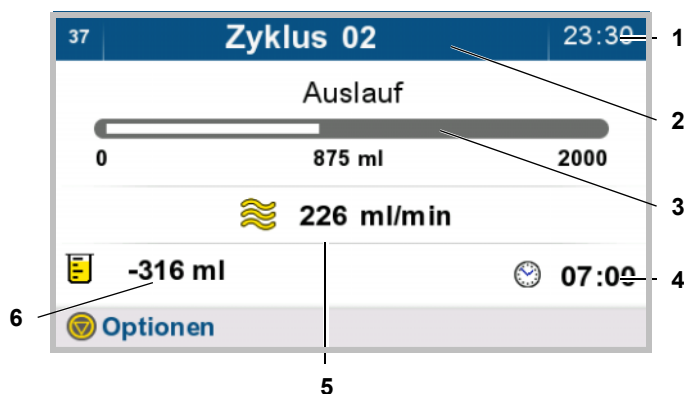 37 Zyklus 02 23:30 1
2
Auslauf
0 875 ml 2000
3
226 ml/min
-316 ml 07:00 4
6
Optionen
5